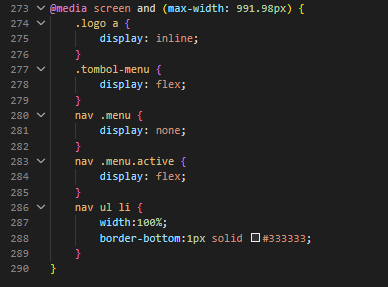 273 @media screen and (max-width: 991.98px) {
274 .logo a {
275 display: inline;
276 }
277 .tombol-menu {
278 display: flex;
279 }
280 nav .menu {
281 display: none;
282 }
283 nav .menu.active {
284 display: flex;
285 }
286 nav ul li {
287 width:100%;
288 border-bottom:1px solid #333333;
289 }
290 }